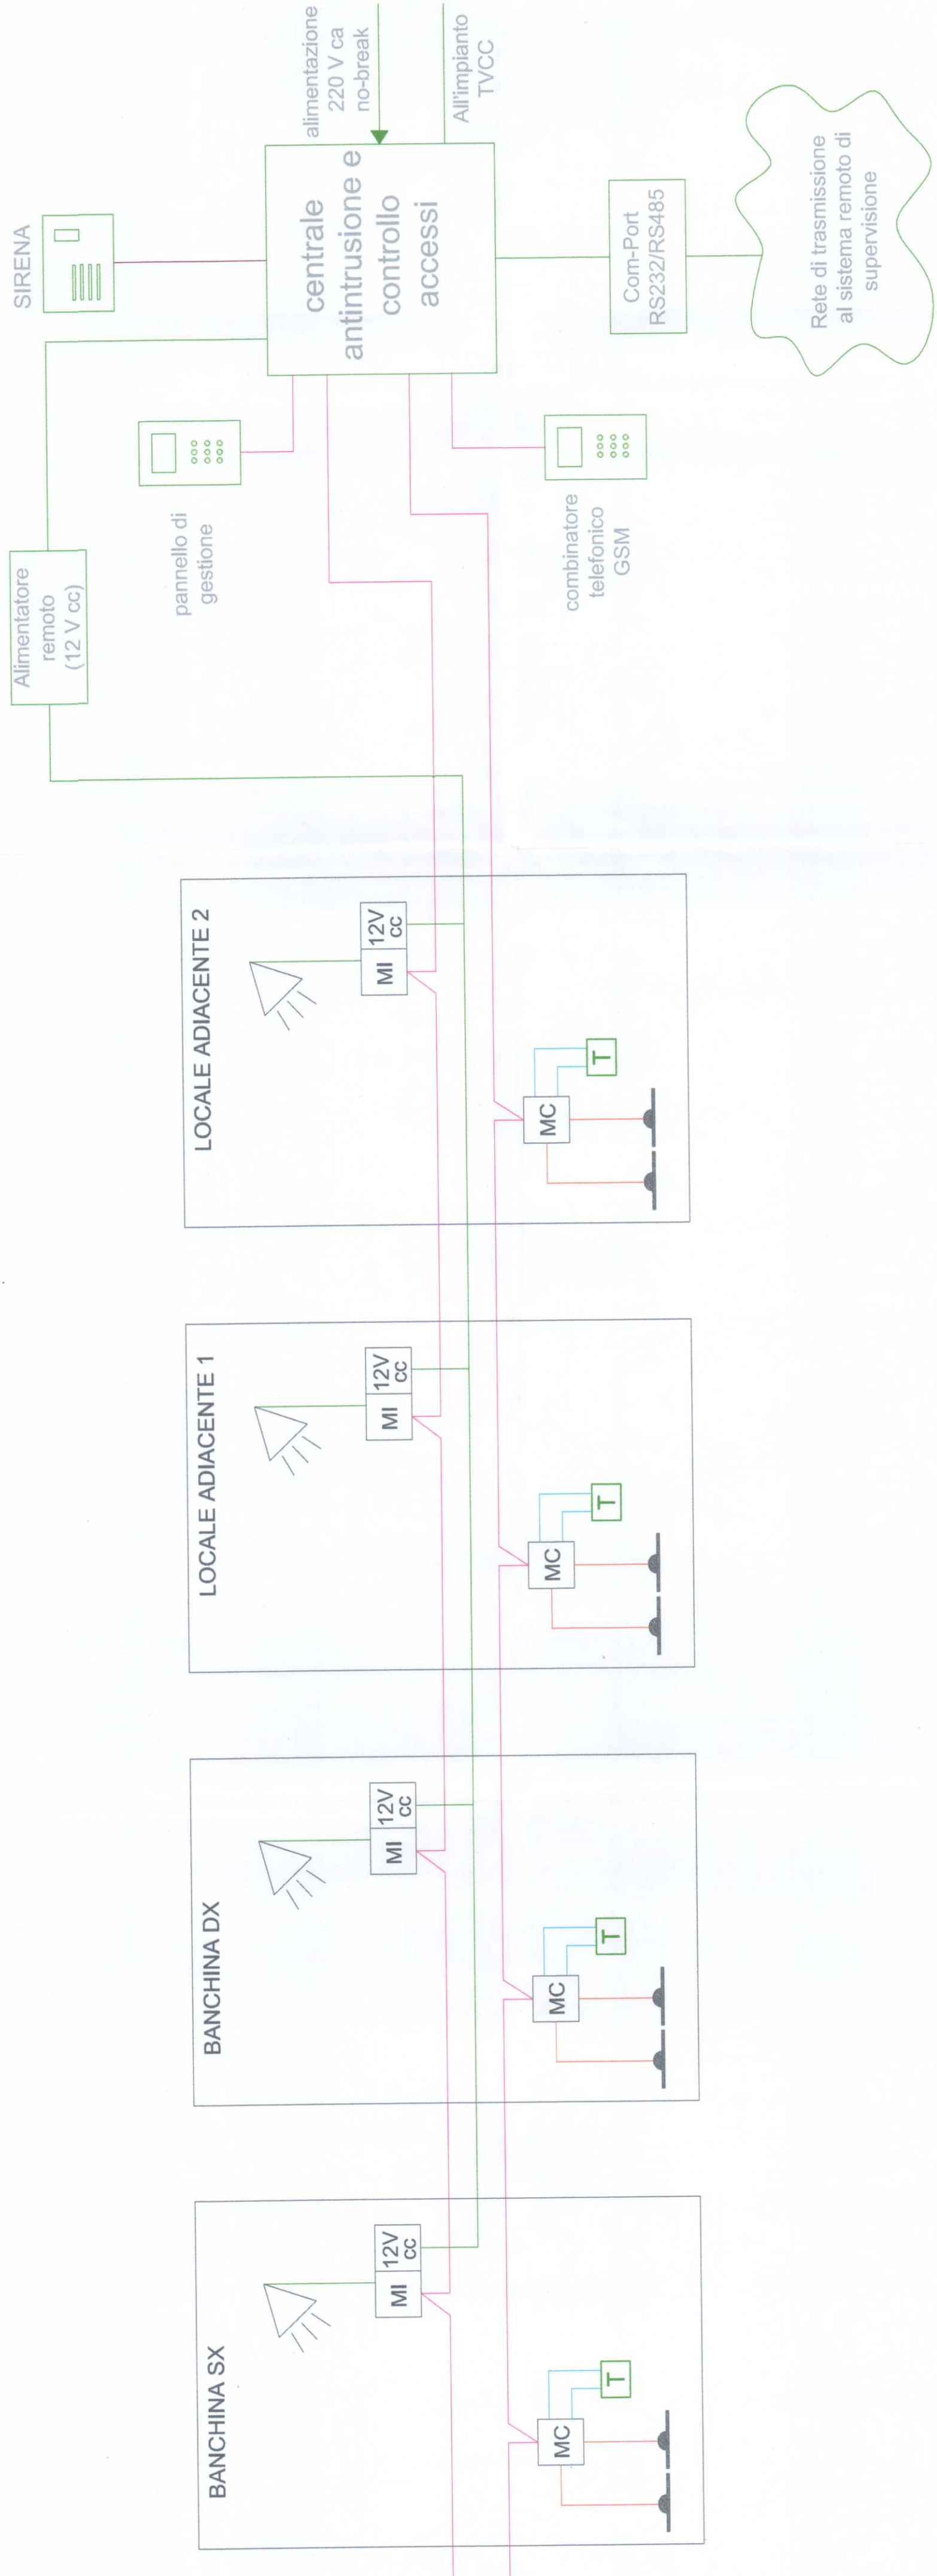 BANCHINA SX
MI
12V
cc
MC
T
BANCHINA DX
MI
12V
cc
MC
T
LOCALE ADIACENTE 1
MI
12V
cc
MC
T
LOCALE ADIACENTE 2
MI
12V
cc
MC
T
Alimentatore
remoto
(12 V cc)
pannello di
gestione
combinatore
telefonico
GSM
SIRENA
centrale
antintrusione e
controllo
accessi
alimentazione
220 V ca
no-break
All'impianto
TVCC
Com-Port
RS232/RS485
Rete di trasmissione
al sistema remoto di
supervisione